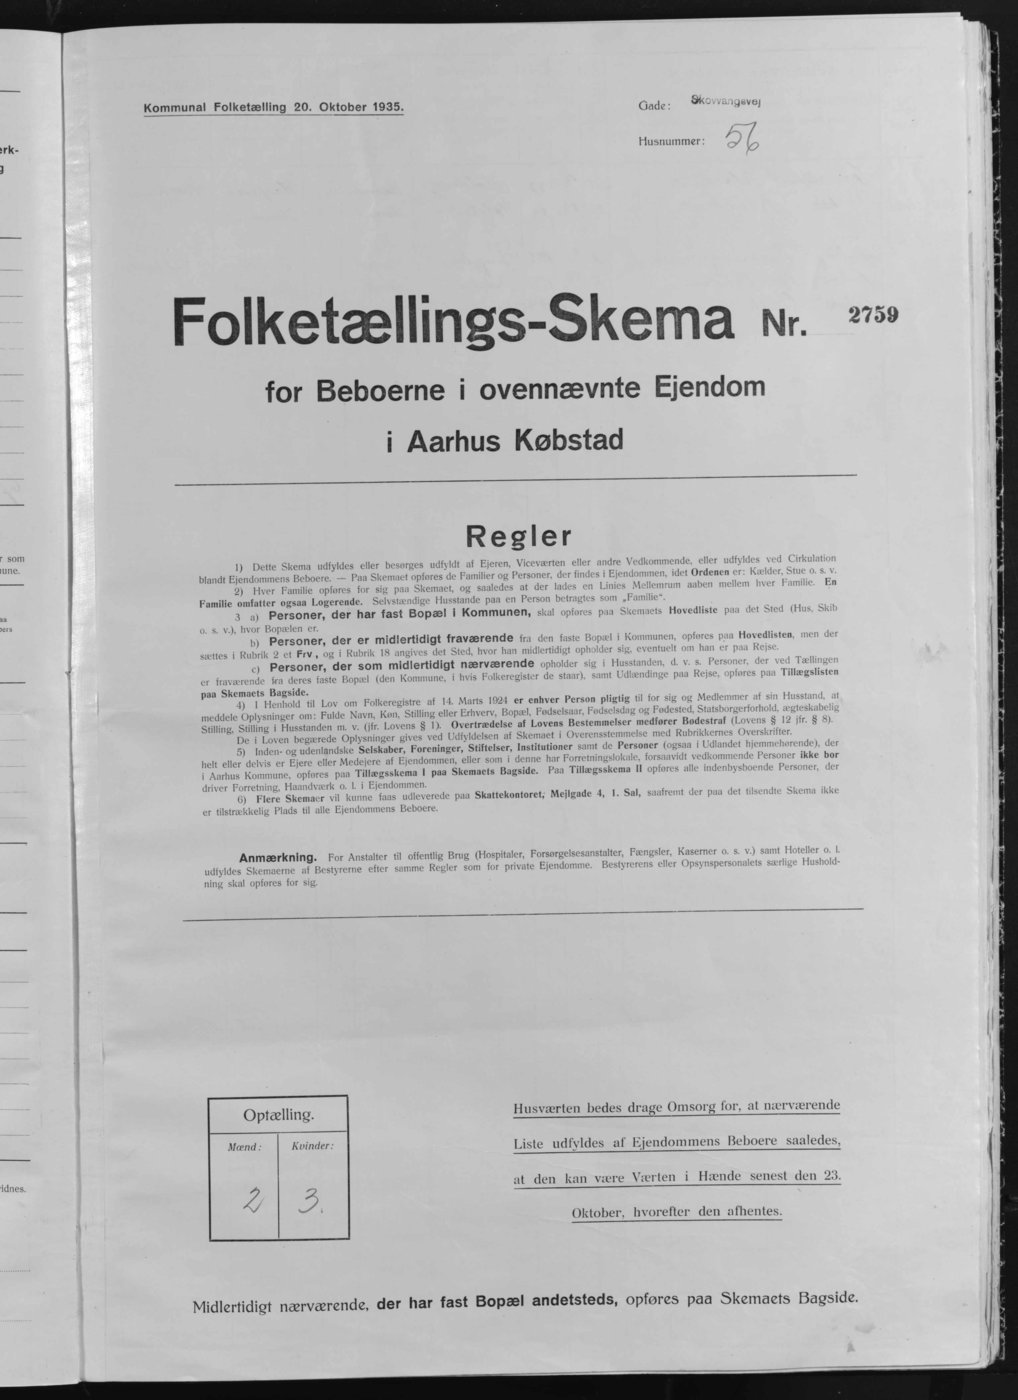 Kommunal Folketælling 20. Oktober 1935.
Gade: Skovvangsvej
Husnummer: 56
Folketællings-Skema Nr. 2759
for Beboerne i ovennævnte Ejendom
i Aarhus Købstad
Regler
1) Dette Skema udfyldes eller besørges udfyldt af Ejeren, Viceværten eller andre Vedkommende, eller udfyldes ved Cirkulation
blandt Ejendommens Beboere. — Paa Skemaet opføres de Familier og Personer, der findes i Ejendommen, idet Ordenen er: Kælder, Stue o. s. v.
2) Hver Familie opføres for sig paa Skemaet, og saaledes at der lades en Linies Mellemrum aaben mellem hver Familie. En
Familie omfatter ogsaa Logerende. Selvstændige Husstande paa en Person betragtes som „Familie“.
3 a) Personer, der har fast Bopæl i Kommunen, skal opføres paa Skemaets Hovedliste paa det Sted (Hus, Skib
o. s. v.), hvor Bopælen er.
b) Personer, der er midlertidigt fraværende fra den faste Bopæl i Kommunen, opføres paa Hovedlisten, men der
sættes i Rubrik 2 et Frv., og i Rubrik 18 angives det Sted, hvor han midlertidigt opholder sig, eventuelt om han er paa Rejse.
c) Personer, der som midlertidigt nærværende opholder sig i Husstanden, d. v. s. Personer, der ved Tællingen
er fraværende fra deres faste Bopæl (den Kommune, i hvis Folkeregister de staar), samt Udlændinge paa Rejse, opføres paa Tillægslisten
paa Skemaets Bagside.
4) I Henhold til Lov om Folkeregistre af 14. Marts 1924 er enhver Person pligtig til for sig og Medlemmer af sin Husstand, at
meddele Oplysninger om: Fulde Navn, Køn, Stilling eller Erhverv, Bopæl, Fødselsaar, Fødselsdag og Fødested, Statsborgerforhold, ægteskabelig
Stilling, Stilling i Husstanden m. v. (jfr. Lovens § 1). Overtrædelse af Lovens Bestemmelser medfører Bødestraf (Lovens § 12 jfr. § 8).
De i Loven begærede Oplysninger gives ved Udfyldelsen af Skemaet i Overensstemmelse med Rubrikkernes Overskrifter.
5) Inden- og udenlandske Selskaber, Foreninger, Stiftelser, Institutioner samt de Personer (ogsaa i Udlandet hjemmehørende), der
helt eller delvis er Ejere eller Medejere af Ejendommen, eller som i denne har Forretningslokale, forsaavidt vedkommende Personer ikke bor
i Aarhus Kommune, opføres paa Tillægsskema I paa Skemaets Bagside. Paa Tillægsskema II opføres alle indenbysboende Personer, der
driver Forretning, Haandværk o. l. i Ejendommen.
6) Flere Skemaer vil kunne faas udleverede paa Skattekontoret, Mejlgade 4, 1. Sal, saafremt der paa det tilsendte Skema ikke
er tilstrækkelig Plads til alle Ejendommens Beboere.
Anmærkning. For Anstalter til offentlig Brug (Hospitaler, Forsørgelsesanstalter, Fængsler, Kaserner o. s. v.) samt Hoteller o. l.
udfyldes Skemaerne af Bestyrerne efter samme Regler som for private Ejendomme. Bestyrerens eller Opsynspersonalets særlige Hushold-
ning skal opføres for sig.
Optælling.
Mænd: Kvinder:
2 3.
Husværten bedes drage Omsorg for, at nærværende
Liste udfyldes af Ejendommens Beboere saaledes,
at den kan være Værten i Hænde senest den 23.
Oktober, hvorefter den afhentes.
Midlertidigt nærværende, der har fast Bopæl andetsteds, opføres paa Skemaets Bagside.